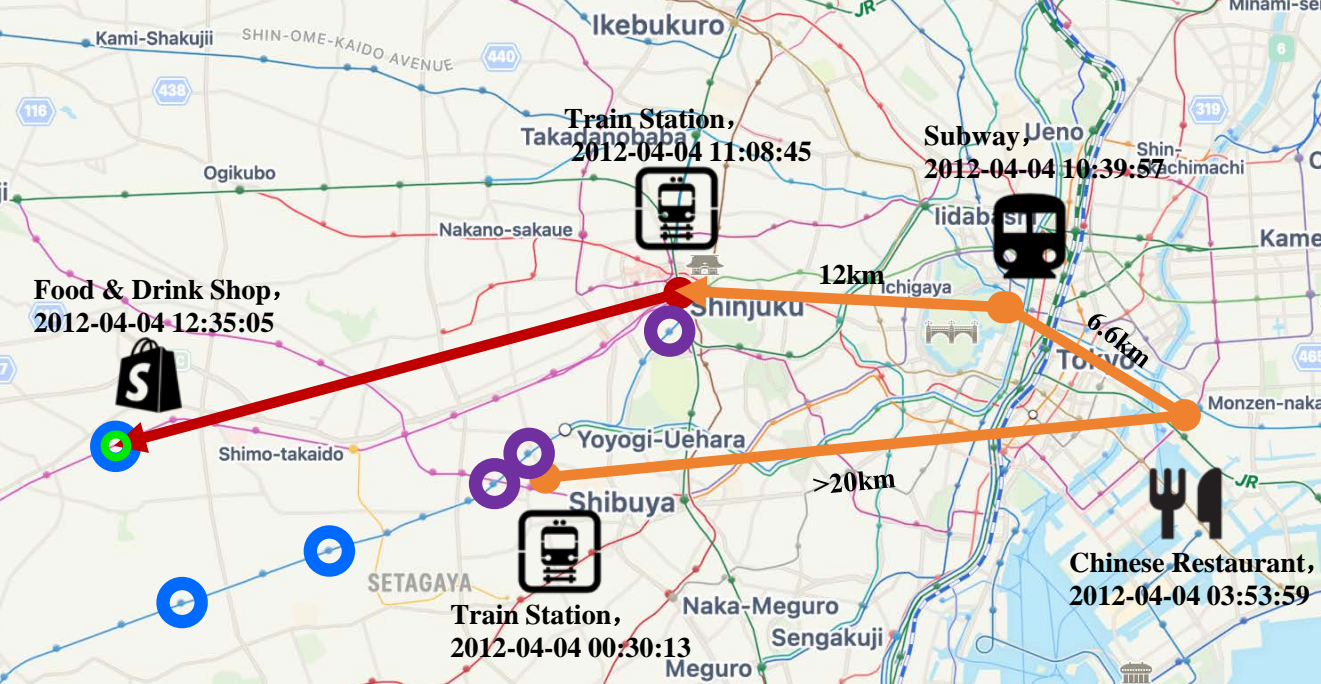 Minami-se
JR
Ikebukuro
Kami-Shakujii
SHIN-OME-KAIDO AVENUE
440
6
438
116
319
Train Station,
2012-04-04 11:08:45
Takadanobaba
Subway,
2012-04-04 10:39:57
Ueno
Shin-
okachimachi
Ogikubo
ji
Iidabashi
Nakano-sakaue
Kame
12km
Ichigaya
Food & Drink Shop,
2012-04-04 12:35:05
Shinjuku
6.6km
Tokyo
465
7
C
S
Monzen-naka
Yoyogi-Uehara
Shimo-takaido
>20km
JR
Shibuya
SETAGAYA
Chinese Restaurant,
2012-04-04 03:53:59
Train Station,
2012-04-04 00:30:13
Naka-Meguro
Sengakuji
Meguro